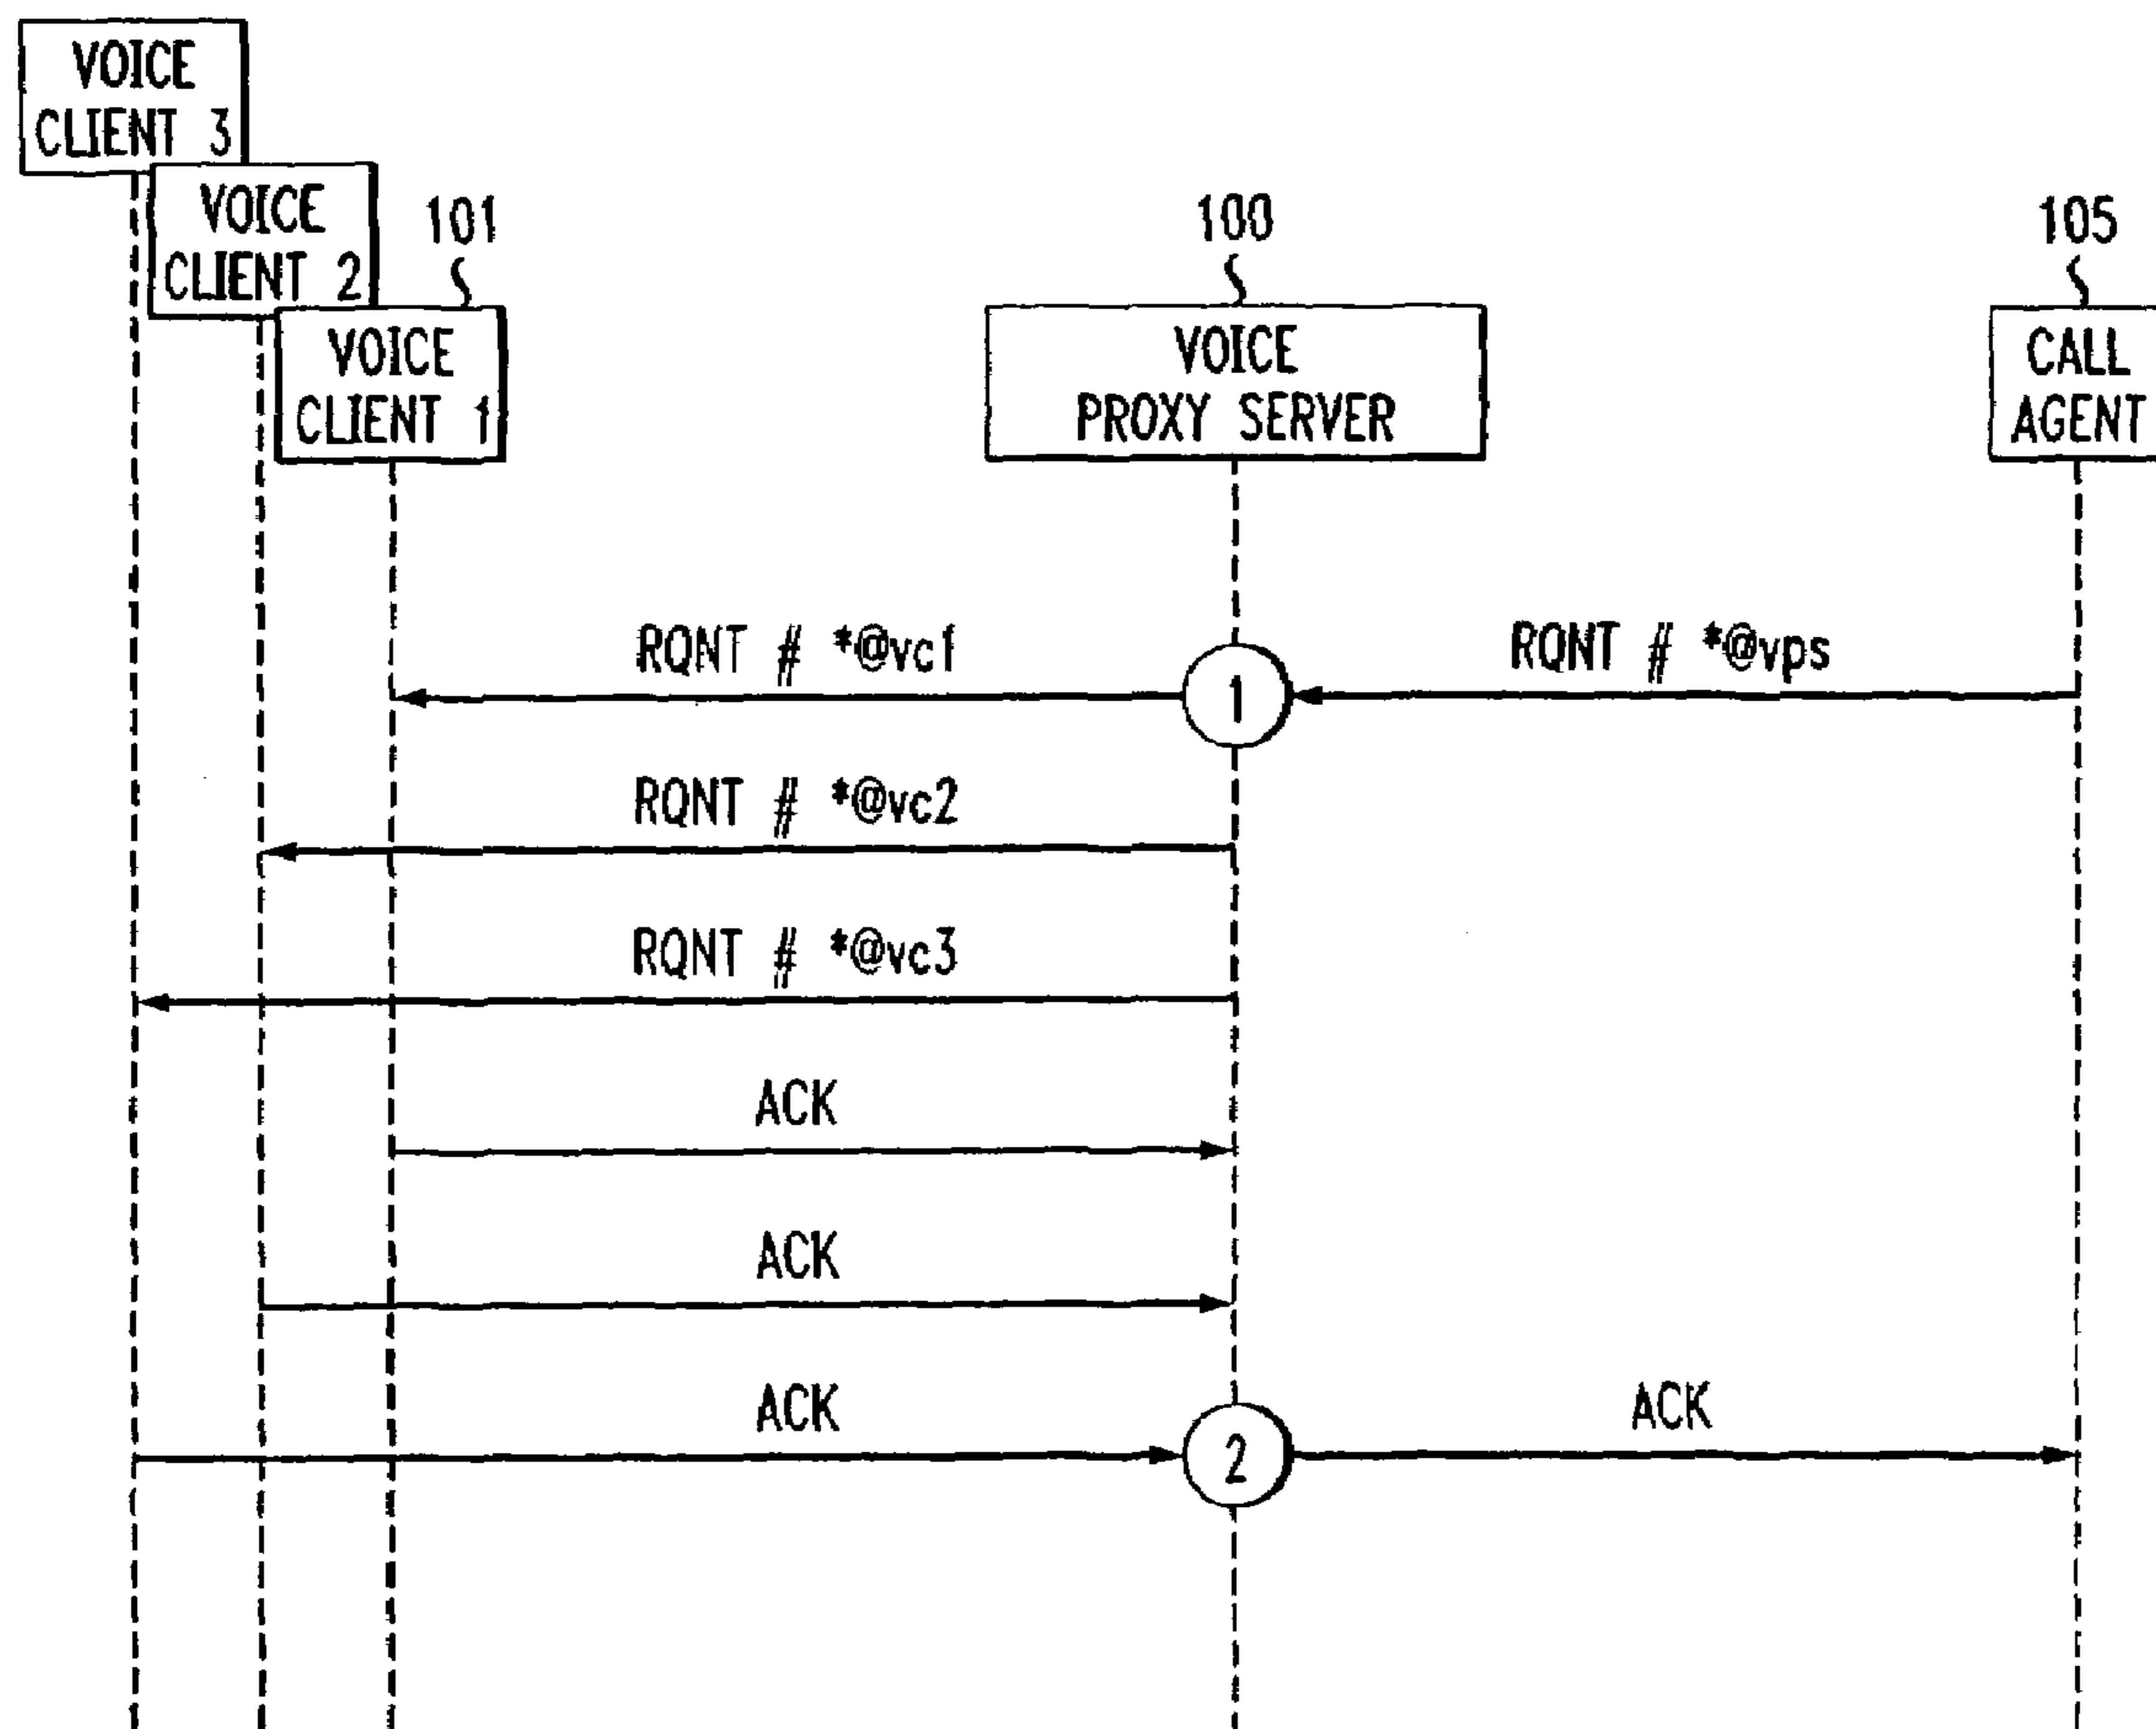 VOICE
CLIENT 3
VOICE
CLIENT 2
101
VOICE
CLIENT 1
100
VOICE
PROXY SERVER
105
CALL
AGENT
RQNT # *@vc1
1
RQNT # *@vps
RQNT # *@vc2
RQNT # *@vc3
ACK
ACK
ACK
2
ACK